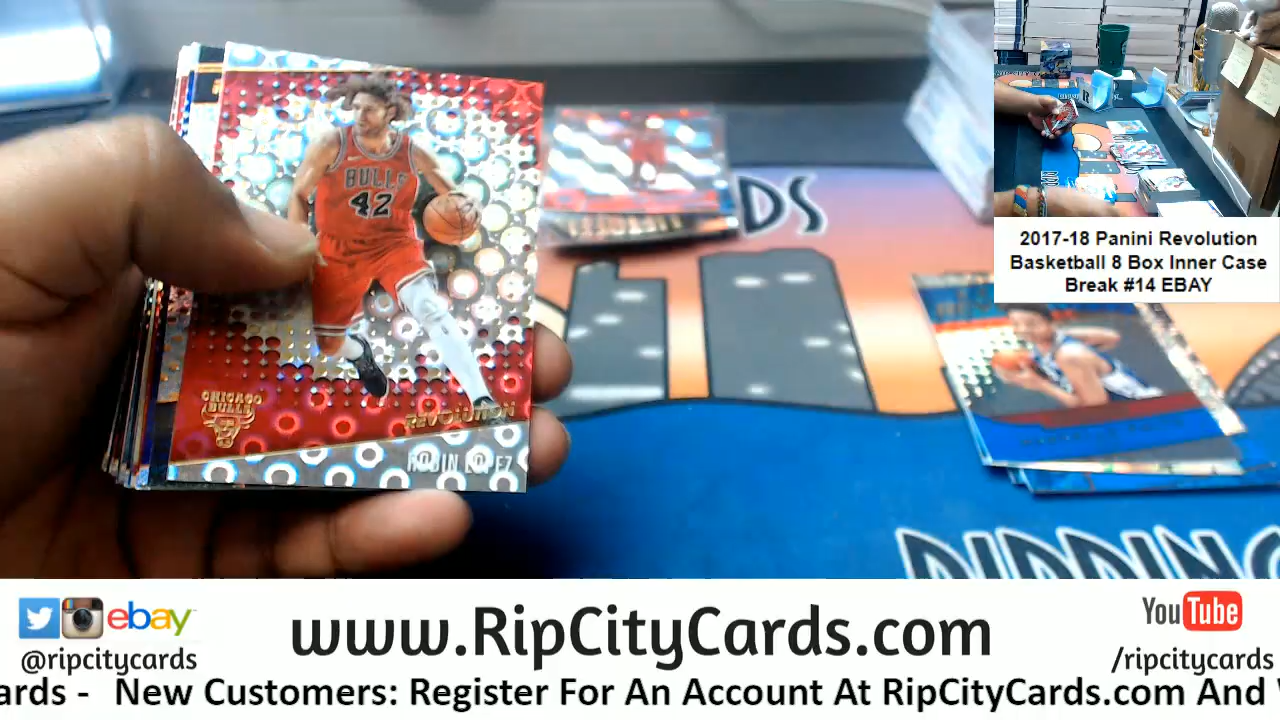 BULLS
42
CHICAGO
BULLS
REVOLUTION
ROBIN LOPEZ
DS
2017-18 Panini Revolution
Basketball 8 Box Inner Case
Break #14 EBAY
ebay
@ripcitycards
www.RipCityCards.com
YouTube
/ripcitycards
ards - New Customers: Register For An Account At RipCityCards.com And